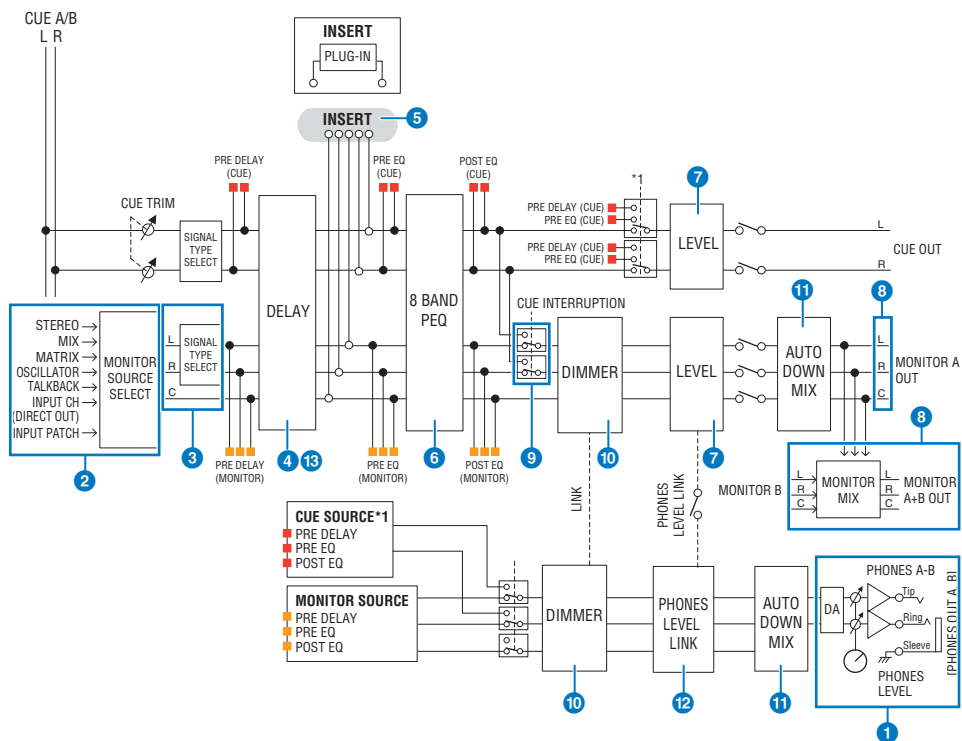 CUE A/B
L R
INSERT
PLUG-IN
INSERT
5
PRE DELAY
(CUE)
PRE EQ
(CUE)
POST EQ
(CUE)
*1
7
CUE TRIM
SIGNAL
TYPE
SELECT
PRE DELAY (CUE)
PRE EQ (CUE)
PRE DELAY (CUE)
PRE EQ (CUE)
LEVEL
L
R
CUE OUT
DELAY
8 BAND
PEQ
CUE INTERRUPTION
11
8
STEREO
MIX
MATRIX
OSCILLATOR
TALKBACK
INPUT CH
(DIRECT OUT)
INPUT PATCH
MONITOR
SOURCE
SELECT
L
R
C
SIGNAL
TYPE
SELECT
DIMMER
LEVEL
AUTO
DOWN
MIX
L
R
C
MONITOR A
OUT
2
3
PRE DELAY
(MONITOR)
4
13
PRE EQ
(MONITOR)
6
POST EQ
(MONITOR)
9
10
7
8
LINK
PHONES
LEVEL LINK
MONITOR B
L
R
C
MONITOR
MIX
L
R
C
MONITOR
A+B OUT
CUE SOURCE*1
PRE DELAY
PRE EQ
POST EQ
MONITOR SOURCE
PRE DELAY
PRE EQ
POST EQ
DIMMER
PHONES
LEVEL
LINK
AUTO
DOWN
MIX
PHONES A-B
DA
Tip
Ring
Sleeve
PHONES
LEVEL
[PHONES OUT A, B]
10
12
11
1